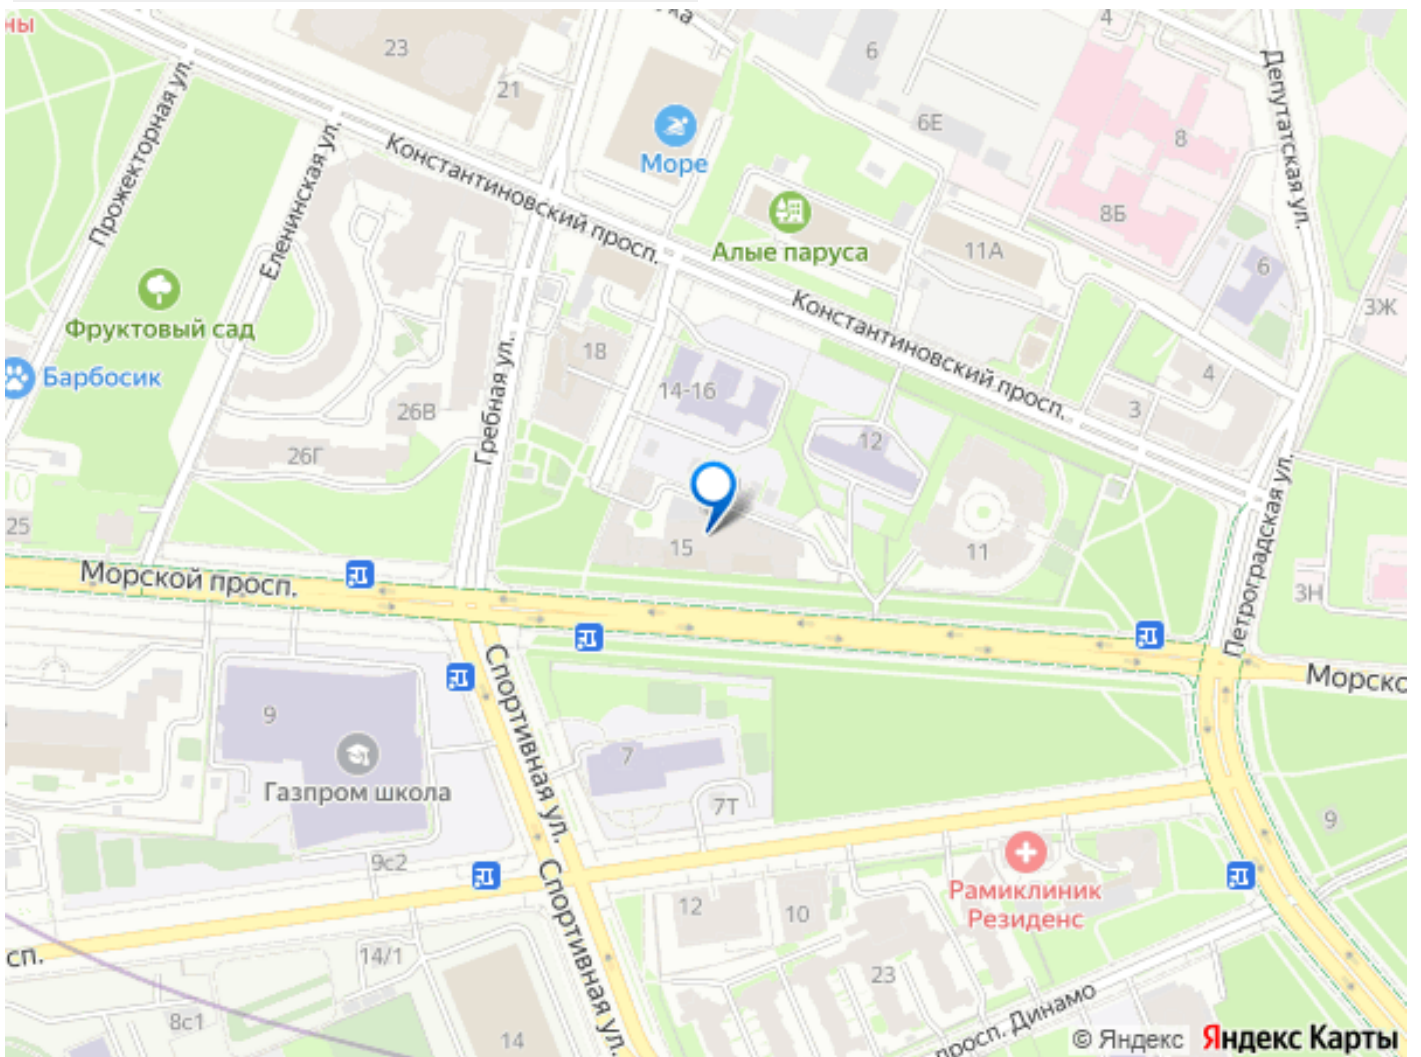 ны
23
21
ка
4
6
6Е
Депутатская ул.
8
8Б
Море
Прожекторная ул.
Еленинская ул.
Константиновский просп.
Алые паруса
11А
6
3Ж
Фруктовый сад
Константиновский просп.
Барбосик
Гребная ул.
18
14-16
26В
26Г
12
3
4
25
15
11
Петроградская ул.
3Н
Морской просп.
Морско
9
Спортивная ул.
7
Газпром школа
7Т
9
9с2
Спортивная ул.
Рамиклиник
Резиденс
12
10
сп.
14/1
23
8с1
14
просп. Динамо
© Яндекс Яндекс Карты